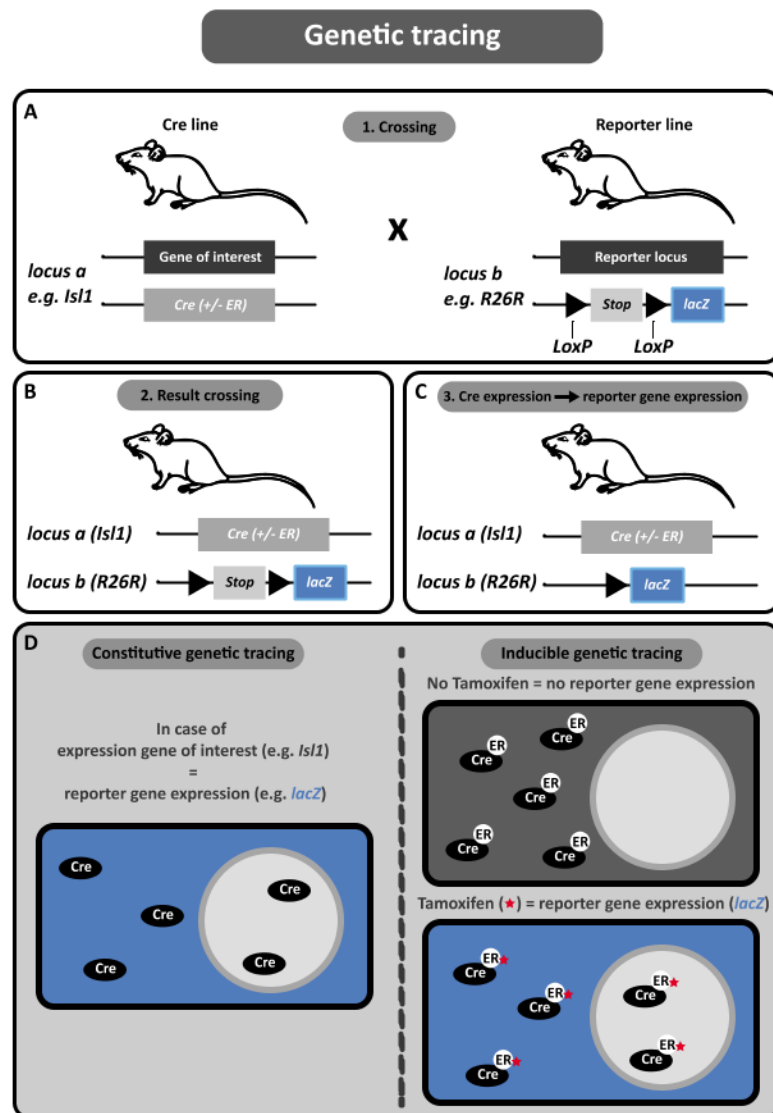 Genetic tracing
A
Cre line
1. Crossing
Reporter line
X
locus a
e.g. Isl1
Gene of interest
Cre (+/- ER)
locus b
e.g. R26R
Reporter locus
Stop
lacZ
LoxP
LoxP
B
2. Result crossing
locus a (Isl1)
Cre (+/- ER)
locus b (R26R)
Stop
lacZ
C
3. Cre expression → reporter gene expression
locus a (Isl1)
Cre (+/- ER)
locus b (R26R)
lacZ
D
Constitutive genetic tracing
In case of
expression gene of interest (e.g. Isl1)
=
reporter gene expression (e.g. lacZ)
Cre
Cre
Cre
Cre
Cre
Inducible genetic tracing
No Tamoxifen = no reporter gene expression
ER
Cre
ER
Cre
ER
Cre
ER
Cre
ER
Cre
Tamoxifen (★) = reporter gene expression (lacZ)
ER★
Cre
ER★
Cre
ER★
Cre
ER★
Cre
ER★
Cre